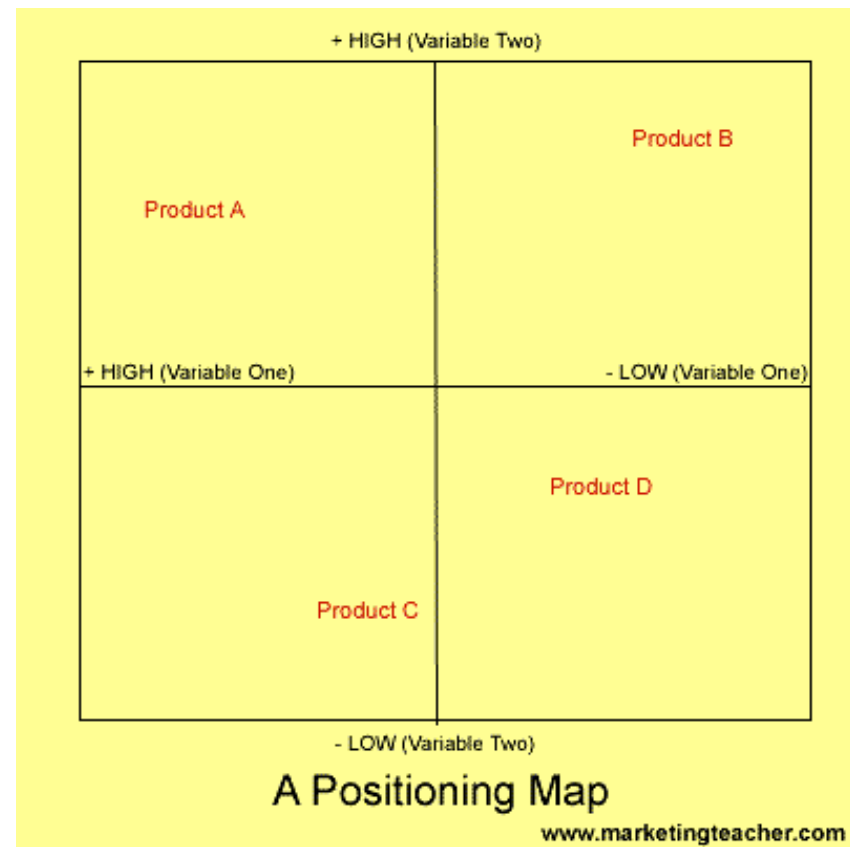 + HIGH (Variable Two)
Product B
Product A
+ HIGH (Variable One)
- LOW (Variable One)
Product D
Product C
- LOW (Variable Two)
A Positioning Map
www.marketingteacher.com